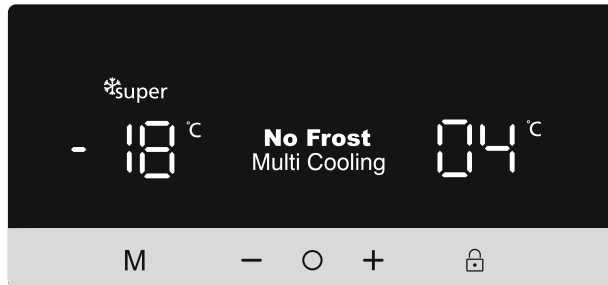 super
- 18 °C
No Frost
Multi Cooling
04 °C
M − O +